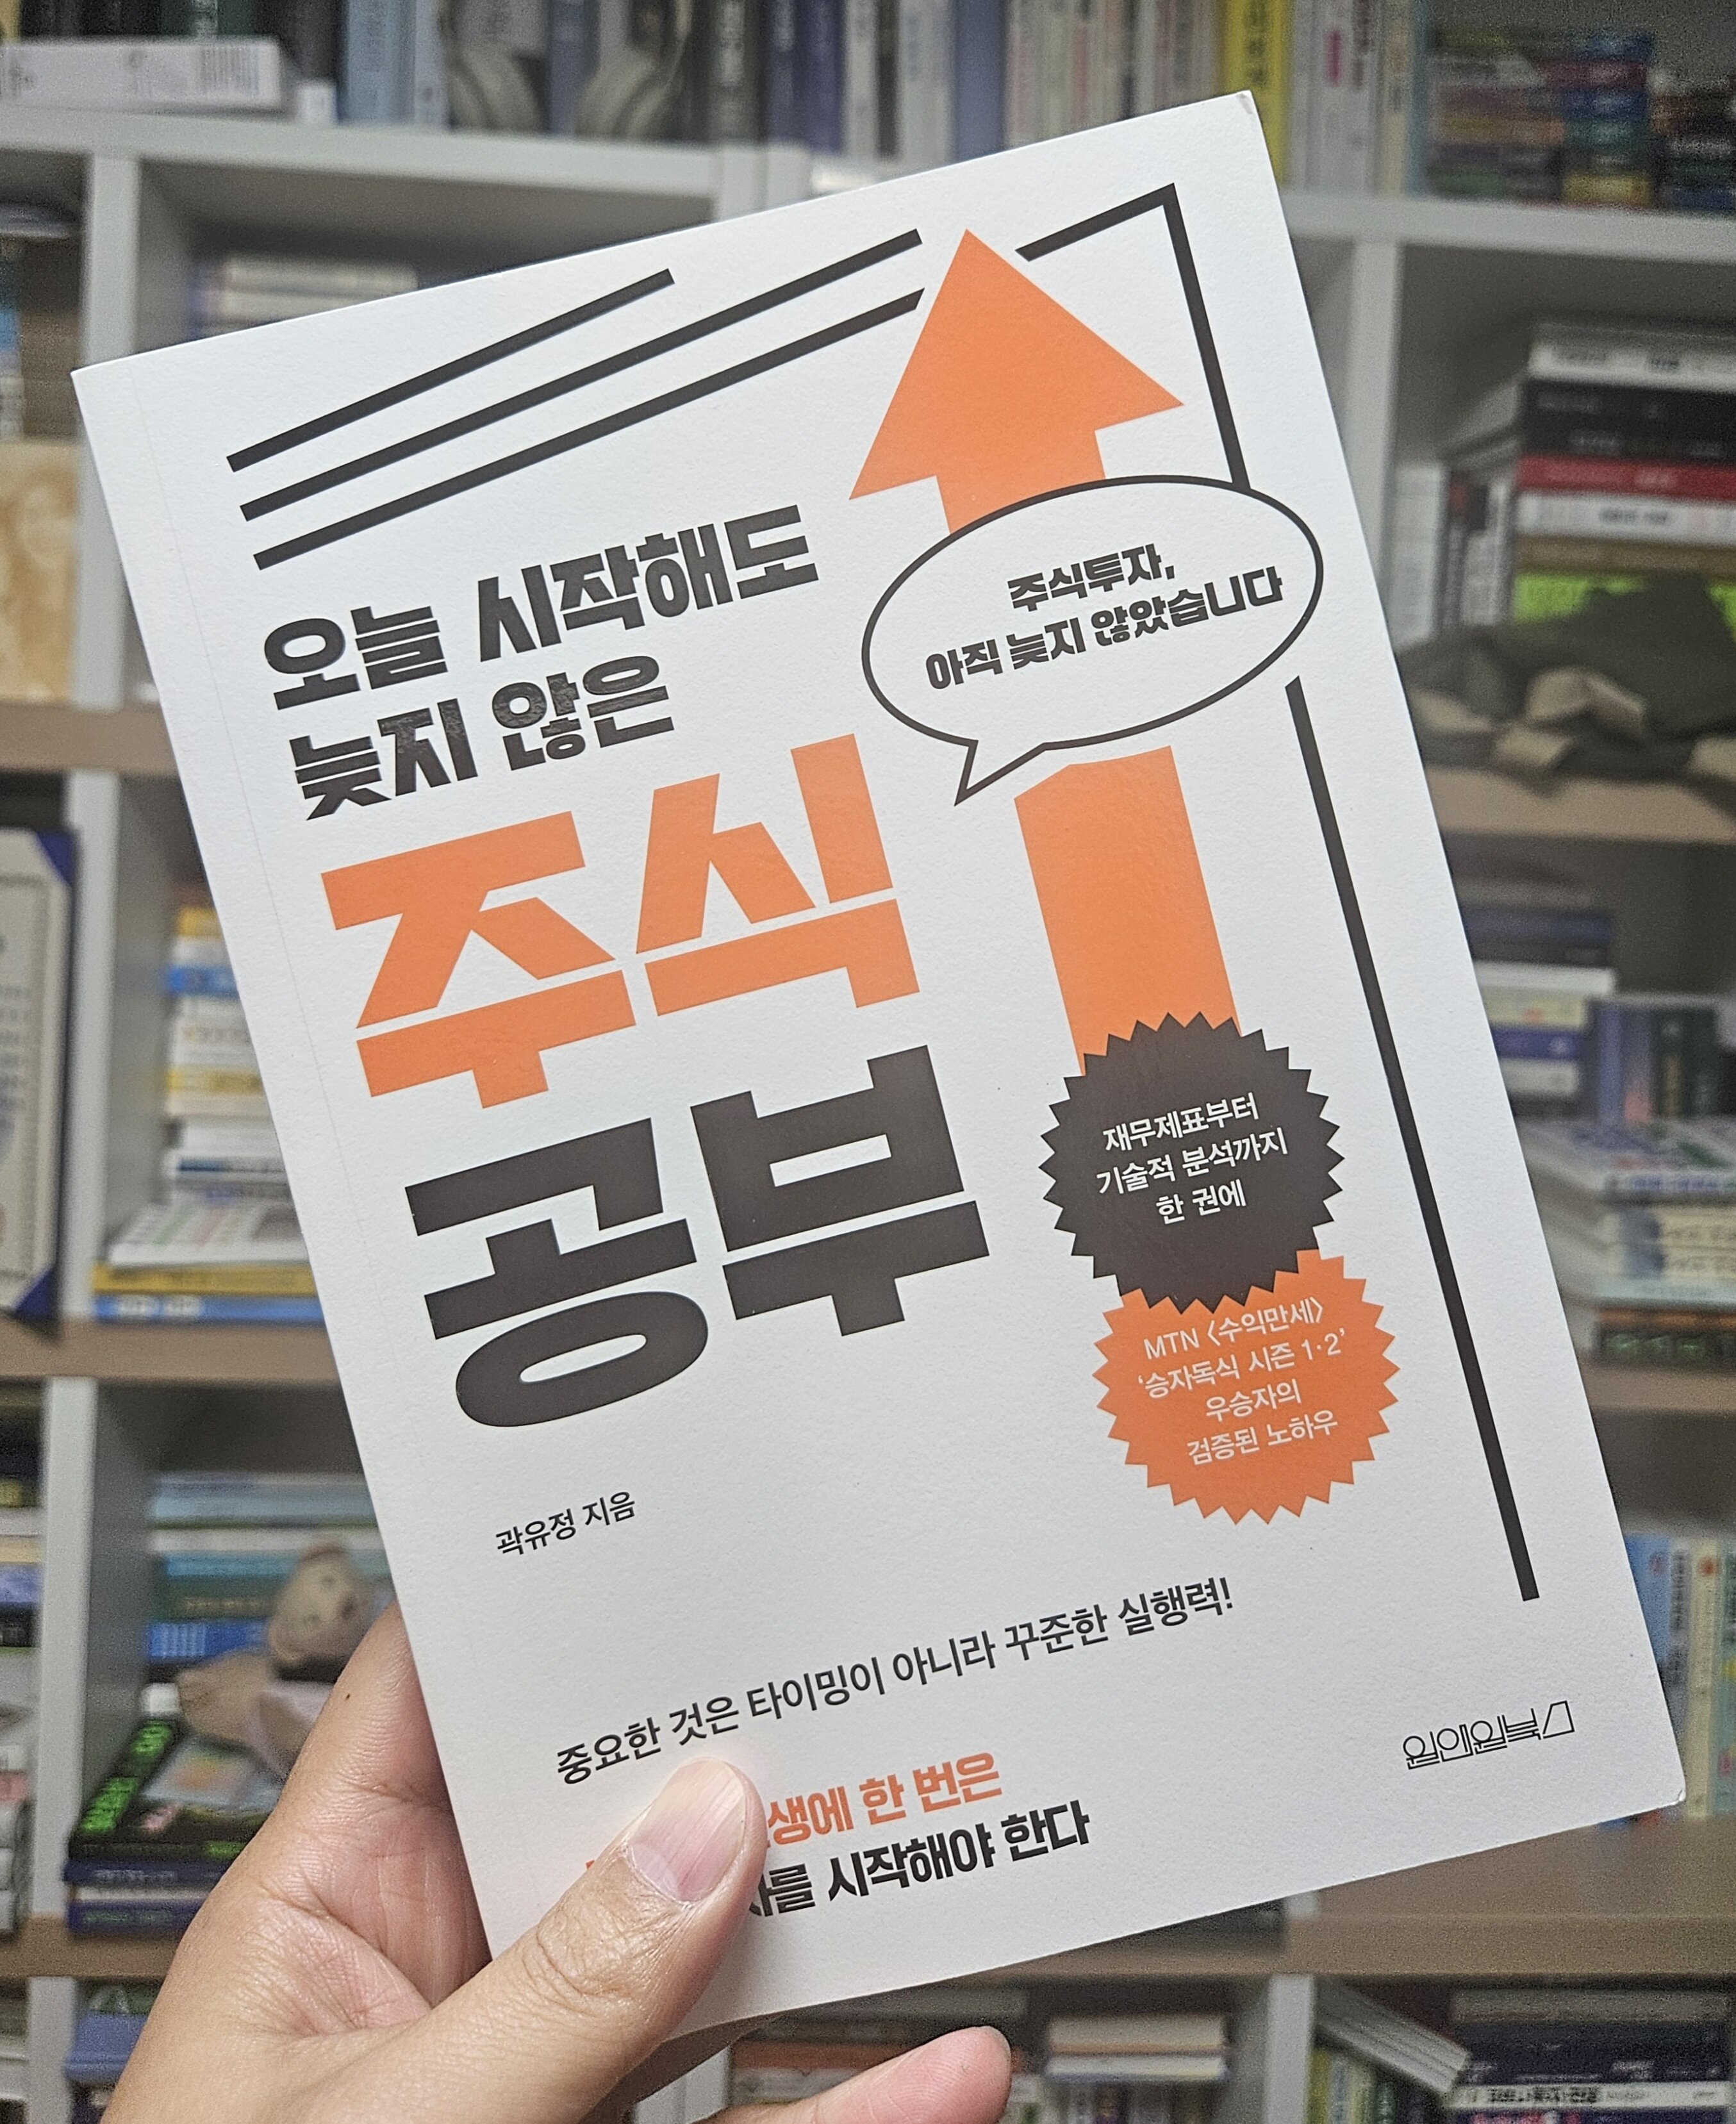 오늘 시작해도
늦지 않은
주식
공부
주식투자,
아직 늦지 않았습니다
재무제표부터
기술적 분석까지
한 권에
MTN 〈수익만세〉
‘승자독식 시즌 1·2’
우승자의
검증된 노하우
곽유정 지음
중요한 것은 타이밍이 아니라 꾸준한 실행력!
한 번은
시작해야 한다
원앤원북스